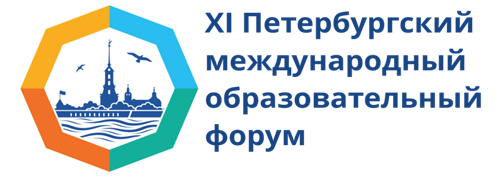 XI Петербургский
международный
образовательный
форум